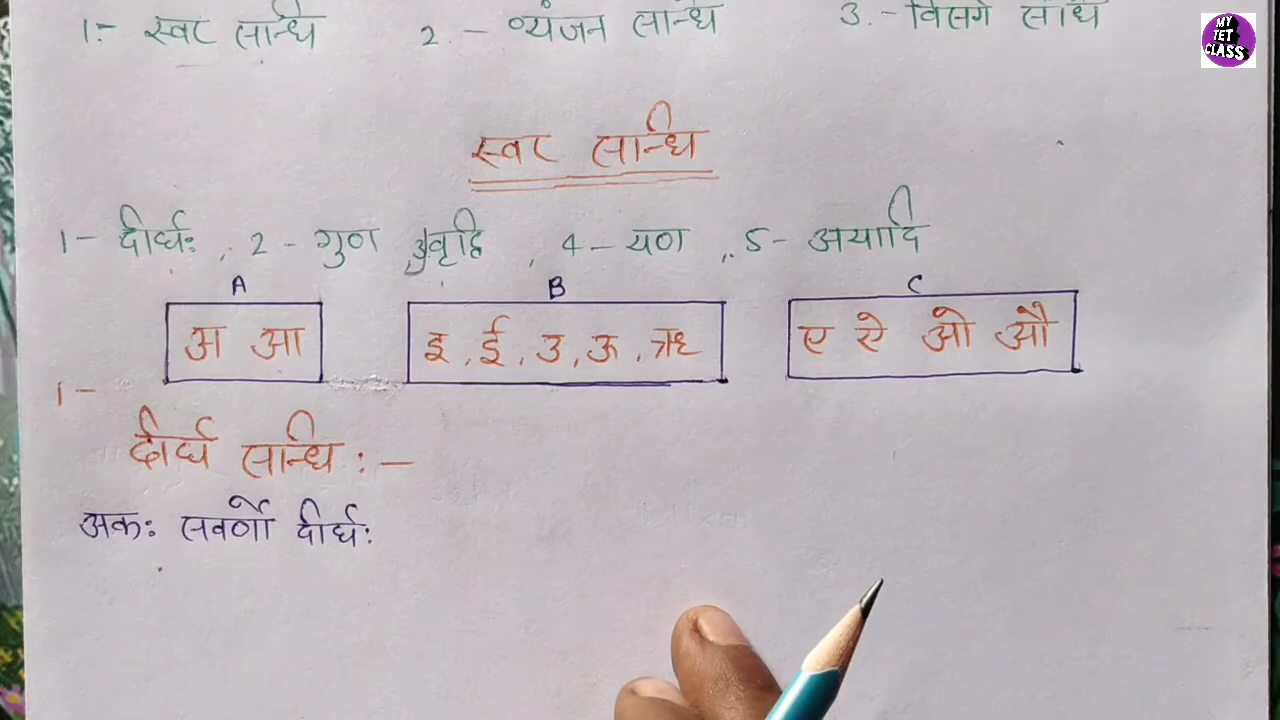 1:- स्वर सन्धि 2.- व्यंजन सन्धि 3.- विसर्ग संधि
MY TET CLASS
स्वर सन्धि
1- दीर्घः , 2 - गुण , 3 वृद्धि , 4 - यण , 5- अयादि
A B C
अ आ इ , ई , उ , ऊ , ऋ ए ऐ ओ औ
1-
दीर्घ सन्धि :-
अकः सवर्णो दीर्घः